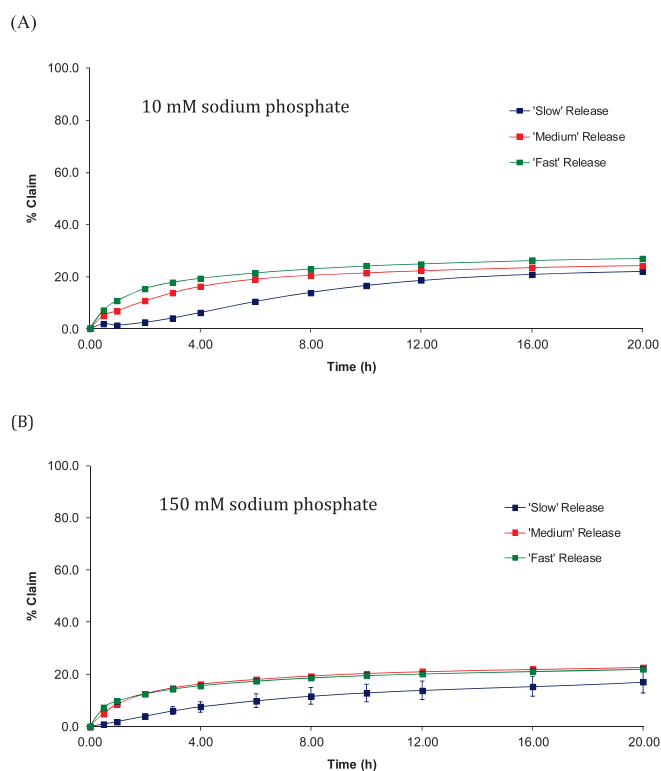 (A)
100.0
80.0
60.0
40.0
20.0
0.0
% Claim
10 mM sodium phosphate
'Slow' Release
'Medium' Release
'Fast' Release
0.00 4.00 8.00 12.00 16.00 20.00
Time (h)
(B)
100.0
80.0
60.0
40.0
20.0
0.0
% Claim
150 mM sodium phosphate
'Slow' Release
'Medium' Release
'Fast' Release
0.00 4.00 8.00 12.00 16.00 20.00
Time (h)